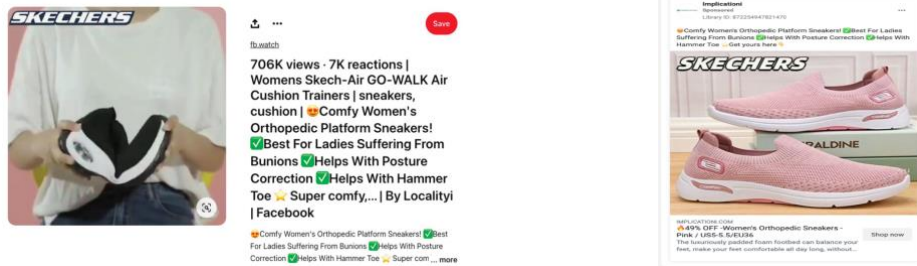 SKECHERS
Save
fb.watch
706K views · 7K reactions |
Womens Skech-Air GO-WALK Air
Cushion Trainers | sneakers,
cushion | 😍Comfy Women's
Orthopedic Platform Sneakers!
✅Best For Ladies Suffering From
Bunions ✅Helps With Posture
Correction ✅Helps With Hammer
Toe ⭐ Super comfy,... | By Localityi
| Facebook
😍Comfy Women's Orthopedic Platform Sneakers! ✅Best
For Ladies Suffering From Bunions ✅Helps With Posture
Correction ✅Helps With Hammer Toe ⭐ Super com ... more
Implicationi
Sponsored
Library ID: 872234947821470
😍Comfy Women's Orthopedic Platform Sneakers! ✅Best For Ladies
Suffering From Bunions ✅Helps With Posture Correction ✅Helps With
Hammer Toe ... Get yours here👇
SKECHERS
RALDINE
IMPLICATIONI.COM
🔥49% OFF -Women's Orthopedic Sneakers -
Pink / US5-5.5/EU36
The luxuriously padded foam footbed can balance your
feet, make your feet comfortable all day long, without...
Shop now